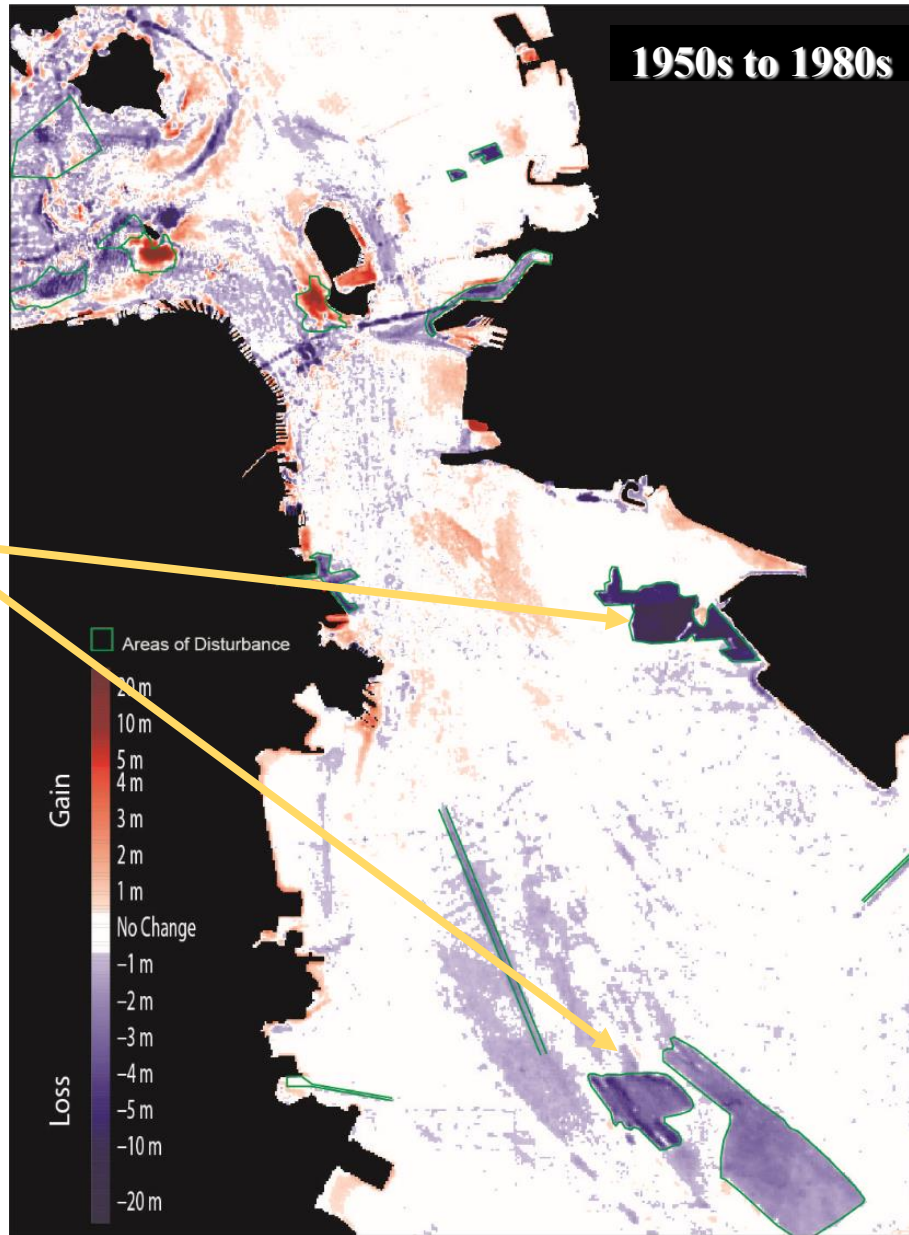 1950s to 1980s
Areas of Disturbance
Gain
20 m
10 m
5 m
4 m
3 m
2 m
1 m
No Change
Loss
–1 m
–2 m
–3 m
–4 m
–5 m
–10 m
–20 m